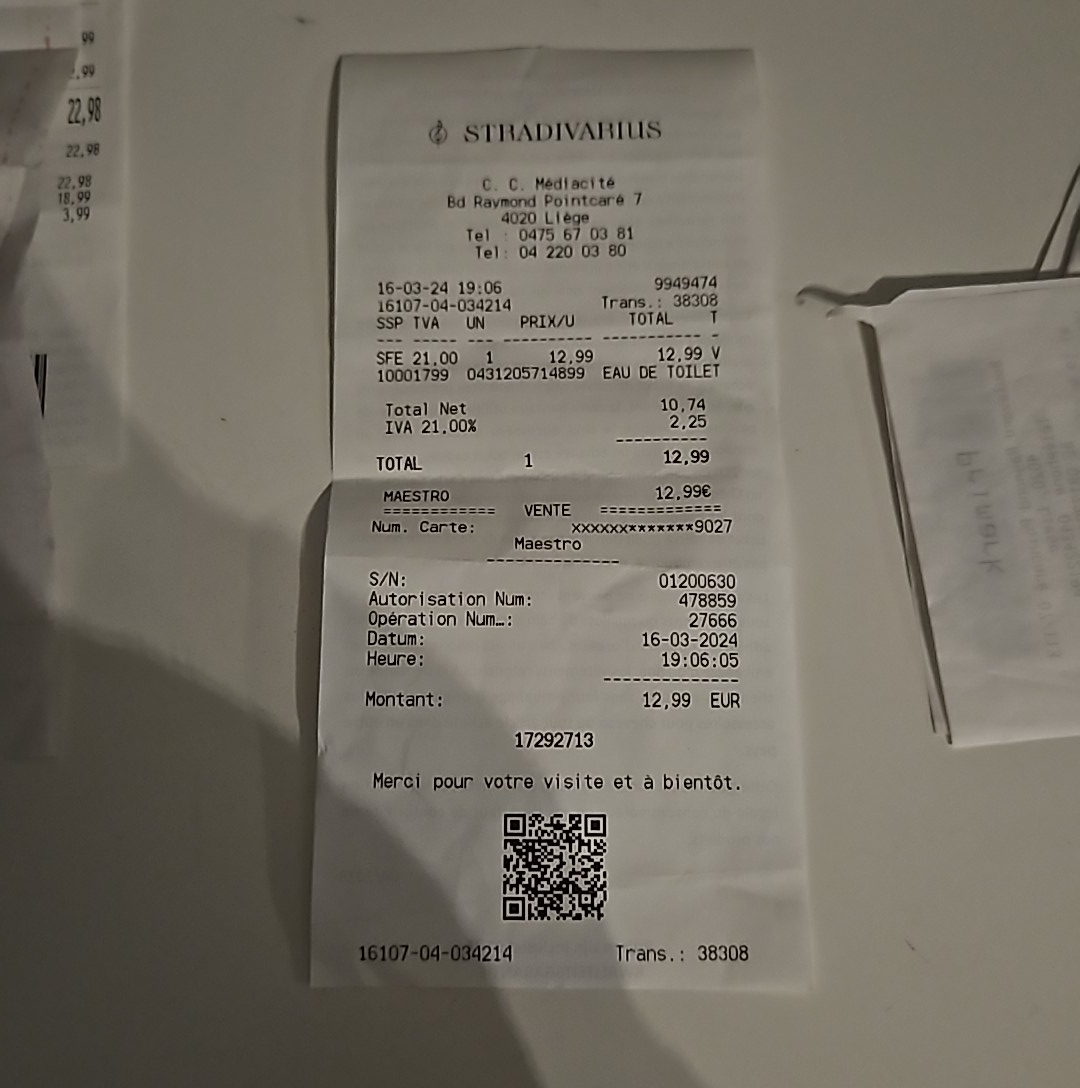 99
2,99
22,98
22,98
22,98
18,99
3,99
STRADIVARIUS
C. C. Médiacité
Bd Raymond Pointcaré 7
4020 Liège
Tel : 0475 67 03 81
Tel: 04 220 03 80
16-03-24 19:06 9949474
16107-04-034214 Trans.: 38308
SSP TVA UN PRIX/U TOTAL T
--- ----- --- ---------- ----------- -
SFE 21,00 1 12,99 12,99 V
10001799 0431205714899 EAU DE TOILET
Total Net 10,74
IVA 21,00% 2,25
----------
TOTAL 1 12,99
MAESTRO 12,99€
============ VENTE =============
Num. Carte: xxxxxx*******9027
Maestro
--------------
S/N: 01200630
Autorisation Num: 478859
Opération Num…: 27666
Datum: 16-03-2024
Heure: 19:06:05
--------------
Montant: 12,99 EUR
17292713
Merci pour votre visite et à bientôt.
16107-04-034214 Trans.: 38308